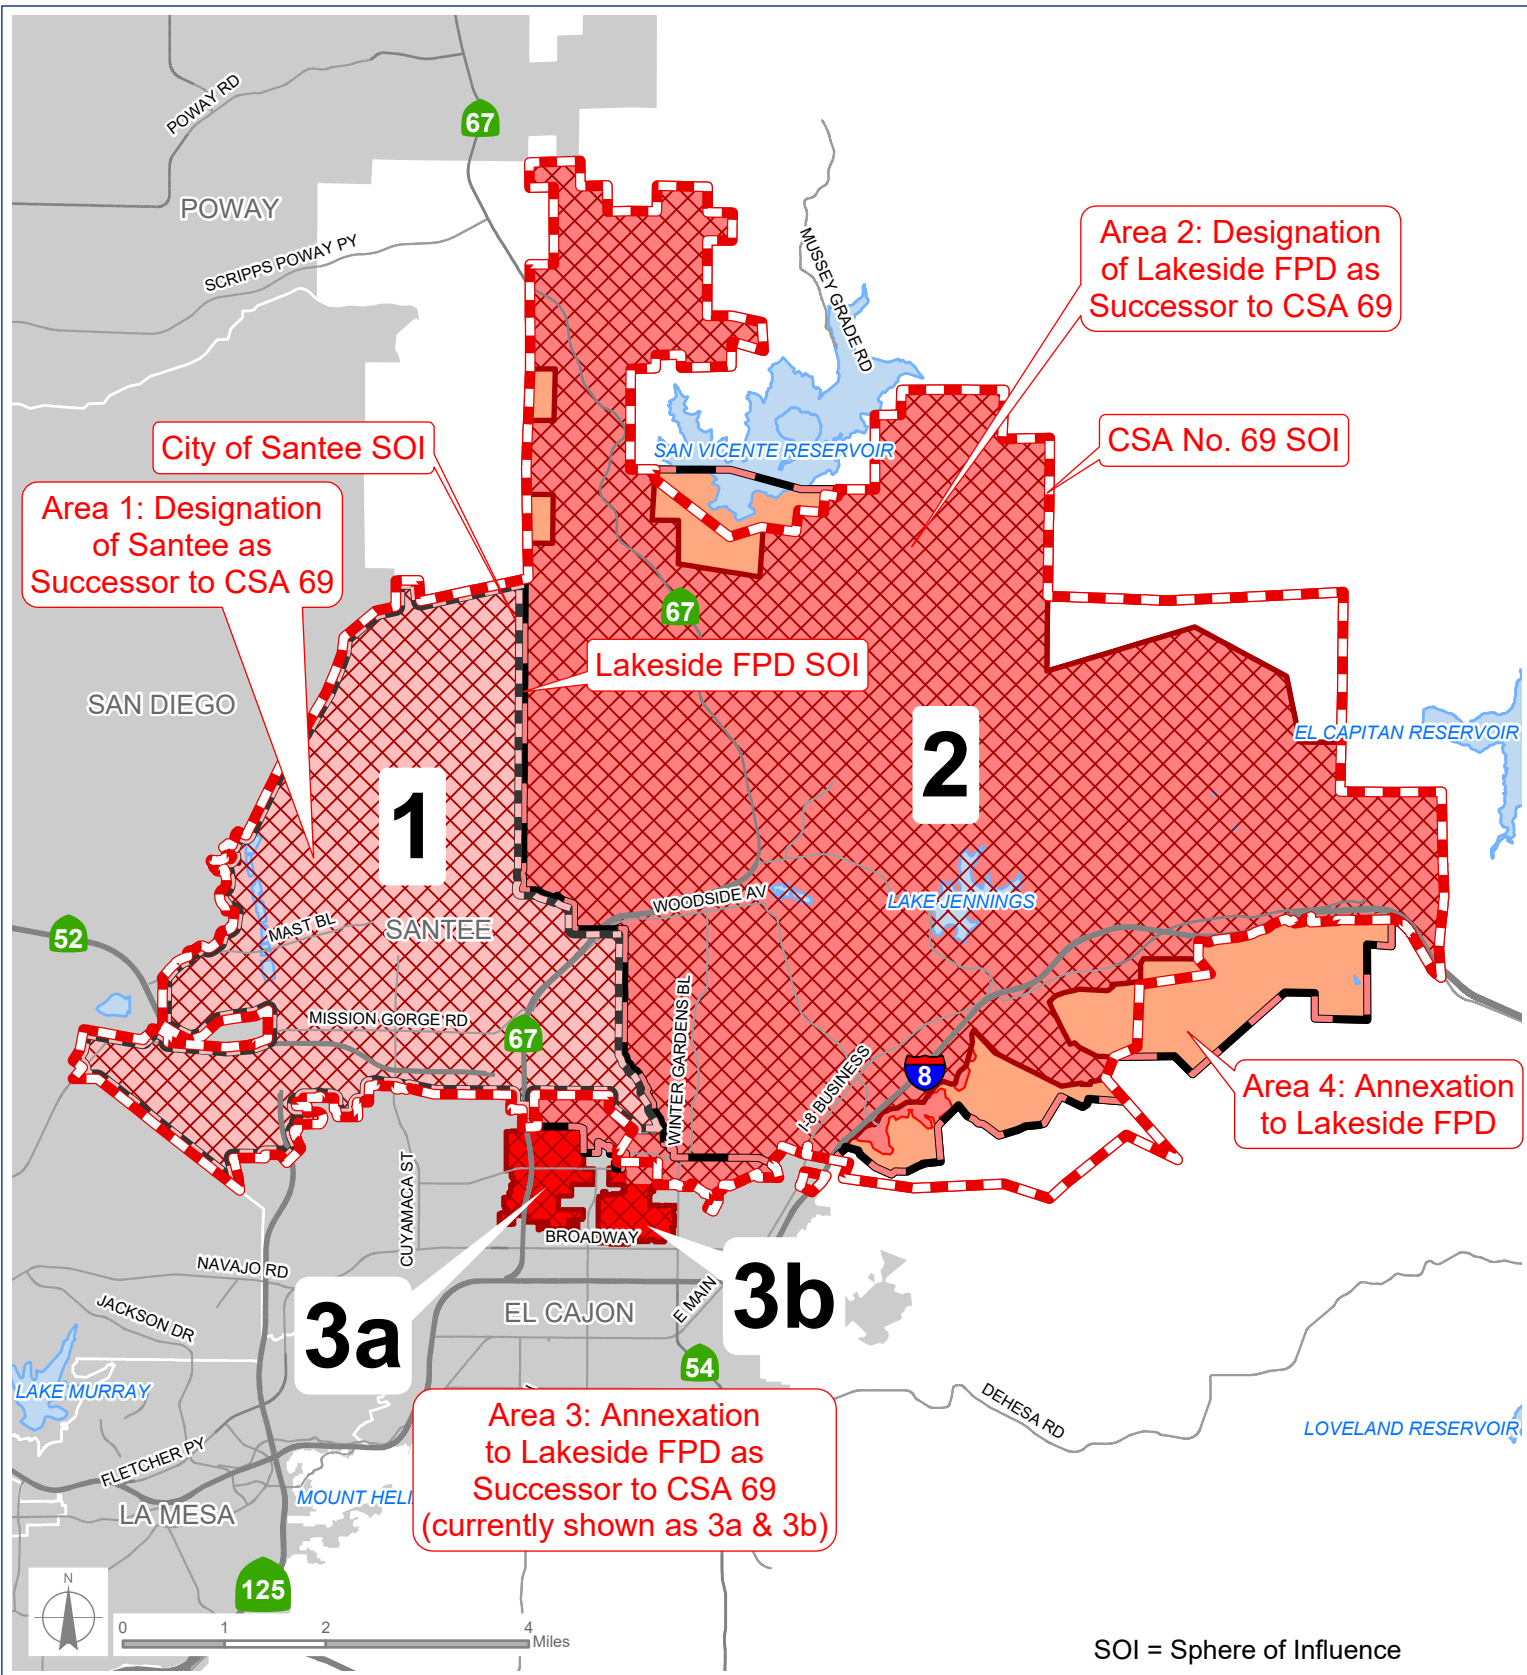 POWAY RD
67
POWAY
SCRIPPS POWAY PY
MUSSEY GRADE RD
Area 2: Designation
of Lakeside FPD as
Successor to CSA 69
City of Santee SOI
SAN VICENTE RESERVOIR
CSA No. 69 SOI
Area 1: Designation
of Santee as
Successor to CSA 69
67
Lakeside FPD SOI
SAN DIEGO
2
EL CAPITAN RESERVOIR
1
WOODSIDE AV
LAKE JENNINGS
MAST BL
SANTEE
52
WINTER GARDENS BL
MISSION GORGE RD
67
I-8 BUSINESS
8
Area 4: Annexation
to Lakeside FPD
CUYAMACA ST
BROADWAY
NAVAJO RD
3a
3b
EL CAJON
E MAIN
JACKSON DR
54
LAKE MURRAY
DEHESA RD
Area 3: Annexation
to Lakeside FPD as
Successor to CSA 69
(currently shown as 3a & 3b)
LOVELAND RESERVOIR
FLETCHER PY
MOUNT HELI
LA MESA
125
N
0 1 2 4
Miles
SOI = Sphere of Influence